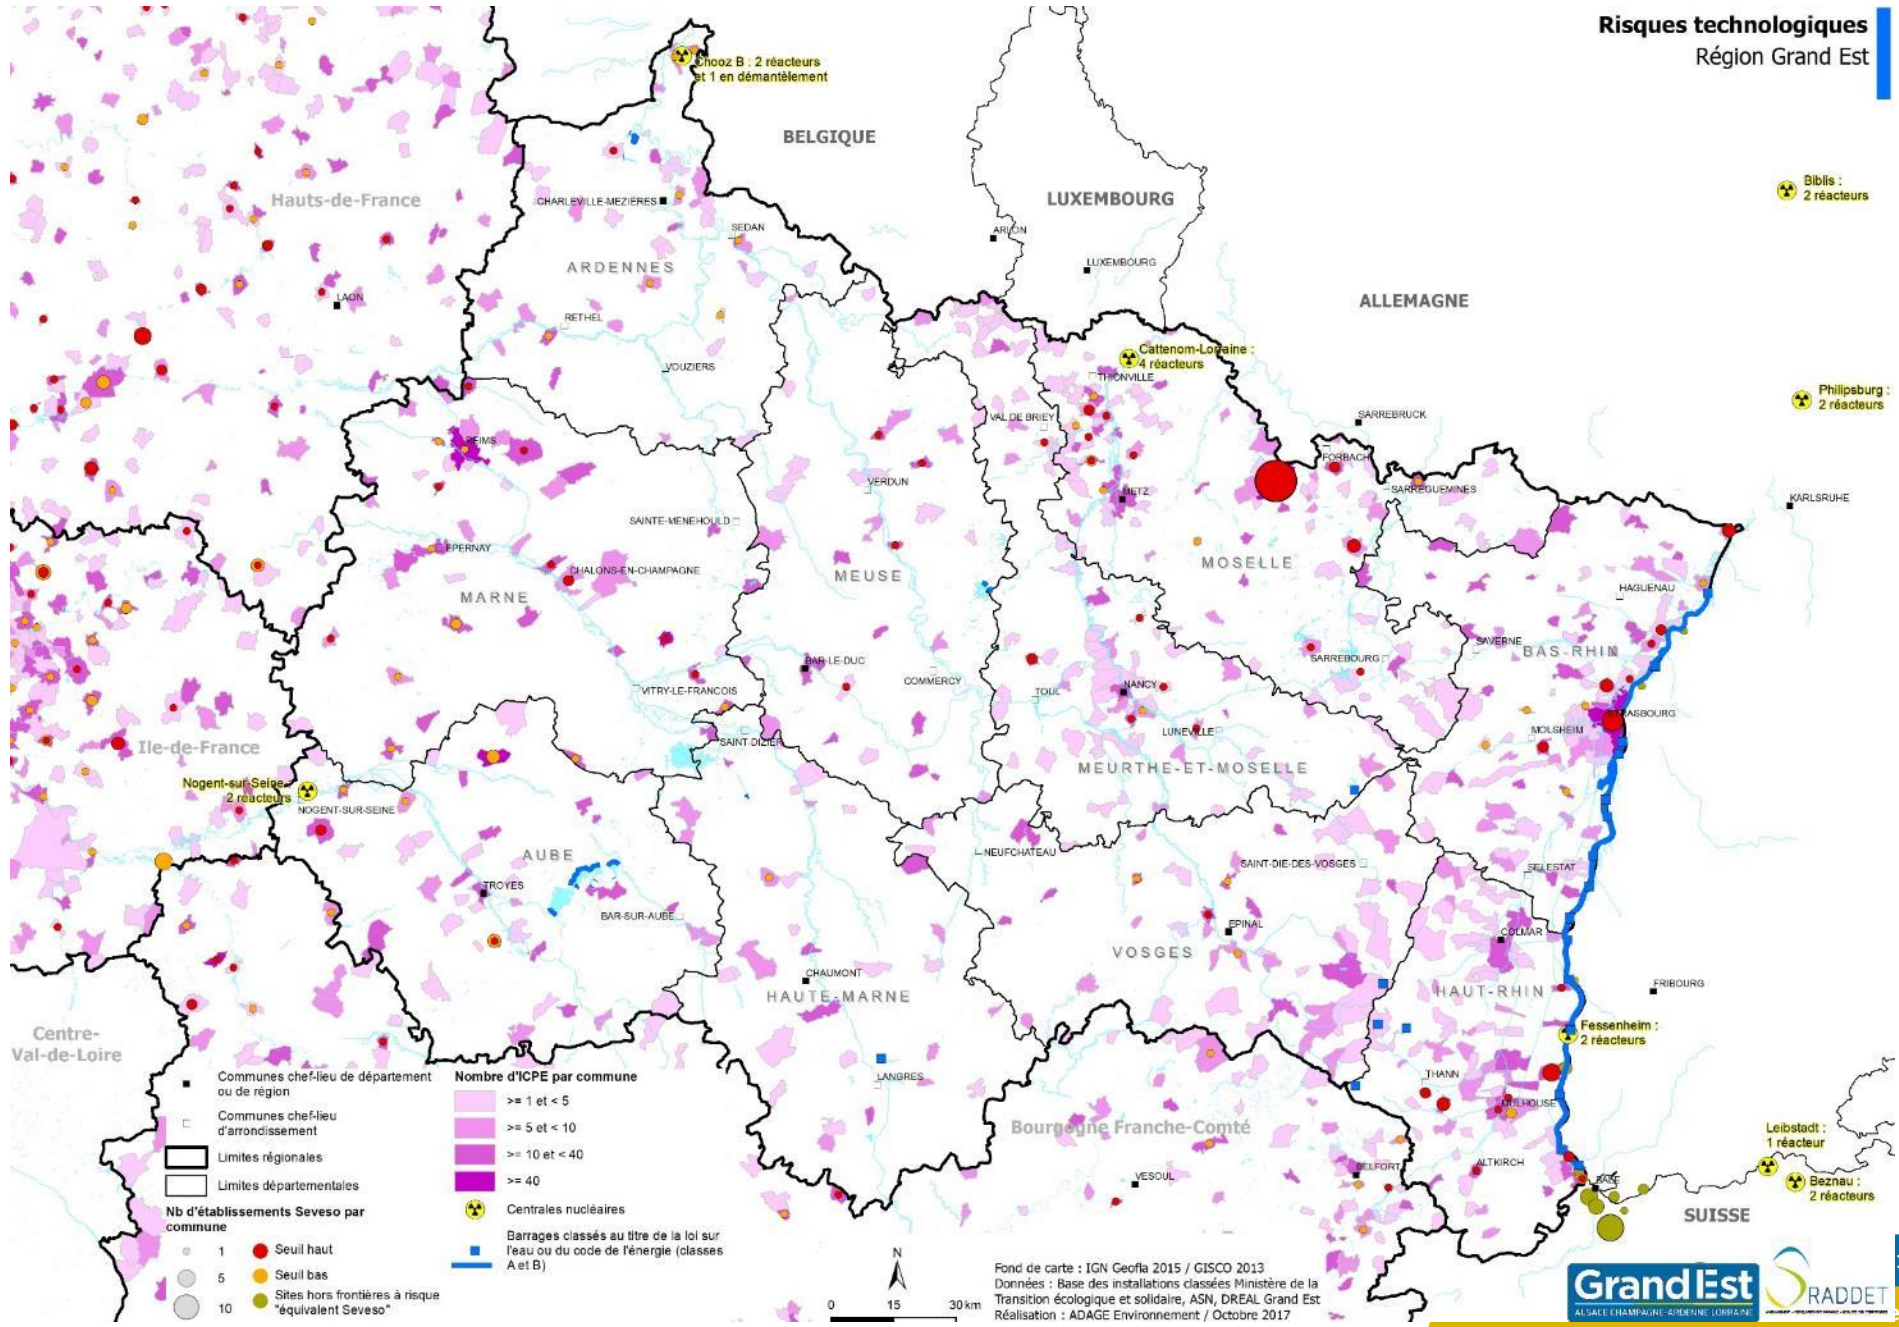 Risques technologiques
Région Grand Est
Chooz B : 2 réacteurs
et 1 en démantèlement
BELGIQUE
Hauts-de-France
CHARLEVILLE-MEZIERES
SEDAN
ARDENNES
LAON
RETHEL
VOUZIERS
LUXEMBOURG
ARLON
LUXEMBOURG
ALLEMAGNE
Biblis :
2 réacteurs
Cattenom-Lorraine :
4 réacteurs
THIONVILLE
VAL DE BRIEY
SARREBRUCK
Philipsburg :
2 réacteurs
REIMS
VERDUN
METZ
FORBACH
SARREGUEMINES
KARLSRUHE
SAINTE-MENEHOULD
EPERNAY
CHALONS-EN-CHAMPAGNE
MARNE
MEUSE
MOSELLE
HAGUENAU
SAVERNE
BAS-RHIN
BAR-LE-DUC
COMMERCY
TOUL
NANCY
SARREBOURG
VITRY-LE-FRANCOIS
STRASBOURG
MOLSHEIM
SAINT-DIZIER
LUNEVILLE
MEURTHE-ET-MOSELLE
Ile-de-France
Nogent-sur-Seine :
2 réacteurs
NOGENT-SUR-SEINE
AUBE
TROYES
BAR-SUR-AUBE
NEUFCHATEAU
SAINT-DIE-DES-VOSGES
SELESTAT
EPINAL
VOSGES
COLMAR
CHAUMONT
HAUTE-MARNE
HAUT-RHIN
FRIBOURG
Fessenheim :
2 réacteurs
Centre-
Val-de-Loire
LANGRES
THANN
MULHOUSE
Bourgogne Franche-Comté
VESOUL
BELFORT
ALTKIRCH
BALE
Leibstadt :
1 réacteur
Beznau :
2 réacteurs
SUISSE
Communes chef-lieu de département
ou de région
Communes chef-lieu
d'arrondissement
Limites régionales
Limites départementales
Nb d'établissements Seveso par
commune
1
5
10
Seuil haut
Seuil bas
Sites hors frontières à risque
"équivalent Seveso"
Nombre d'ICPE par commune
>= 1 et < 5
>= 5 et < 10
>= 10 et < 40
>= 40
Centrales nucléaires
Barrages classés au titre de la loi sur
l'eau ou du code de l'énergie (classes
A et B)
N
0 15 30 km
Fond de carte : IGN Geofla 2015 / GISCO 2013
Données : Base des installations classées Ministère de la
Transition écologique et solidaire, ASN, DREAL Grand Est
Réalisation : ADAGE Environnement / Octobre 2017
GrandEst
ALSACE CHAMPAGNE-ARDENNE LORRAINE
SRADDET